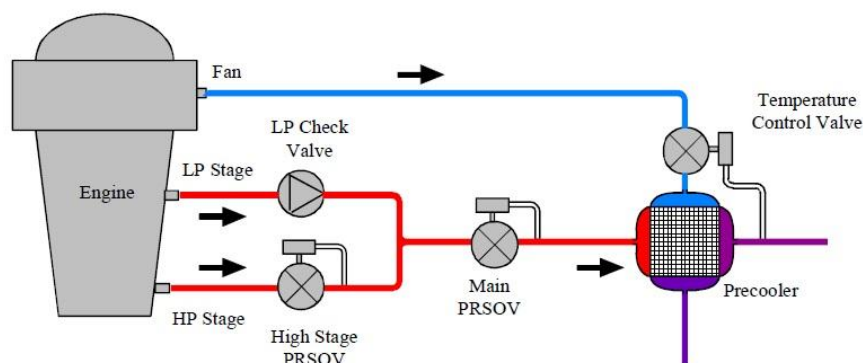 Fan
Temperature
Control Valve
LP Check
Valve
LP Stage
Engine
HP Stage
High Stage
PRSOV
Main
PRSOV
Precooler